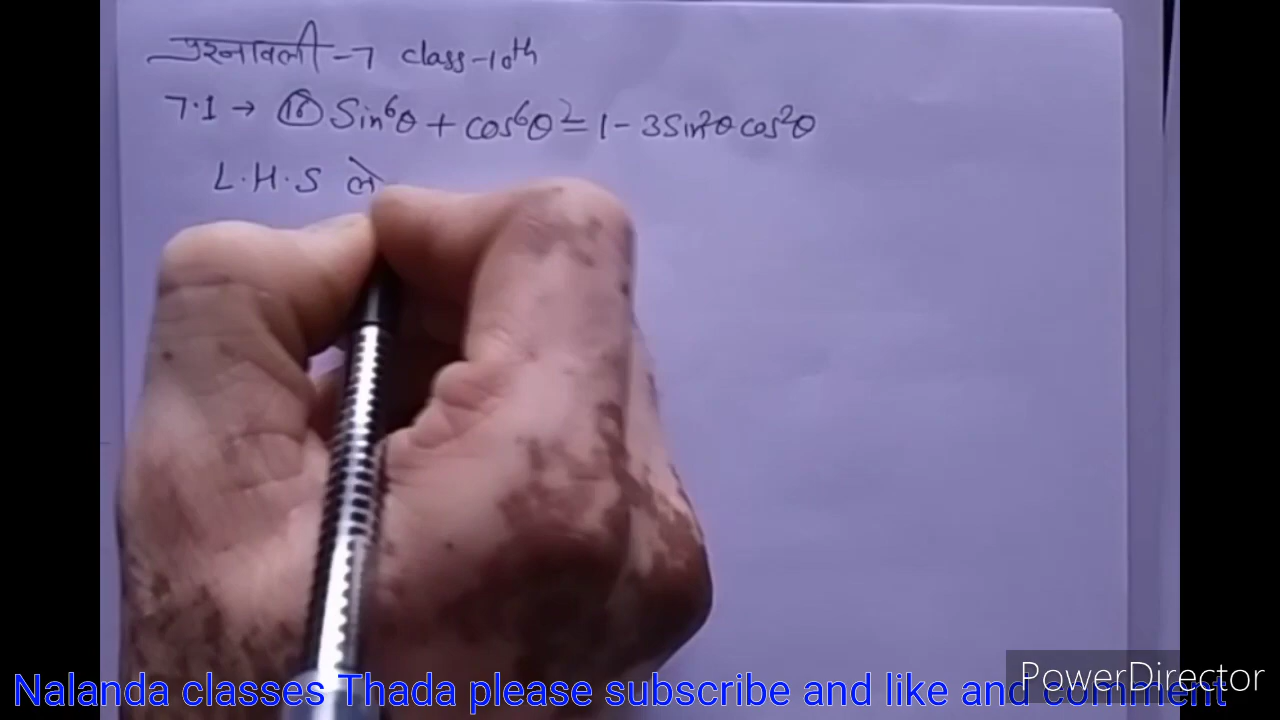 प्रश्नावली-7 class-10th
7.1 → ⑯ Sin⁶θ + cos⁶θ = 1 - 3Sin²θ cos²θ
L.H.S ले
PowerDirector
Nalanda classes Thada please subscribe and like and comment